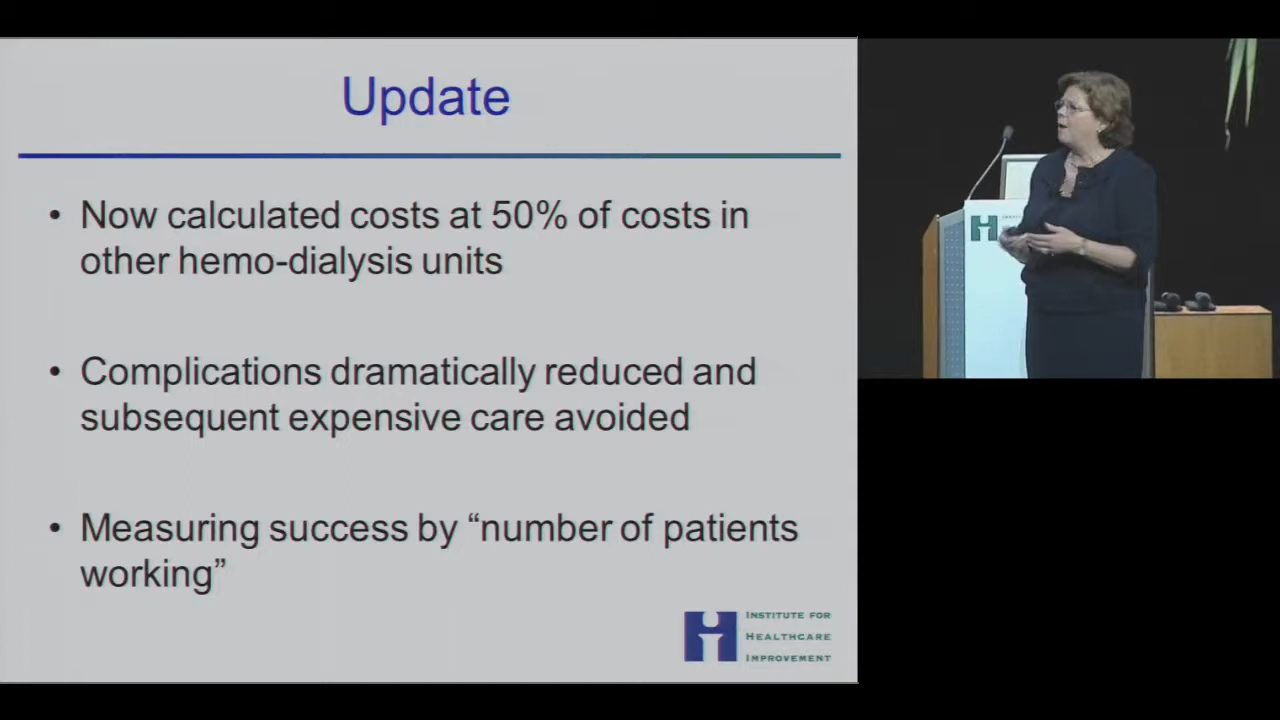 Update
• Now calculated costs at 50% of costs in
other hemo-dialysis units
• Complications dramatically reduced and
subsequent expensive care avoided
• Measuring success by “number of patients
working”
INSTITUTE FOR
HEALTHCARE
IMPROVEMENT